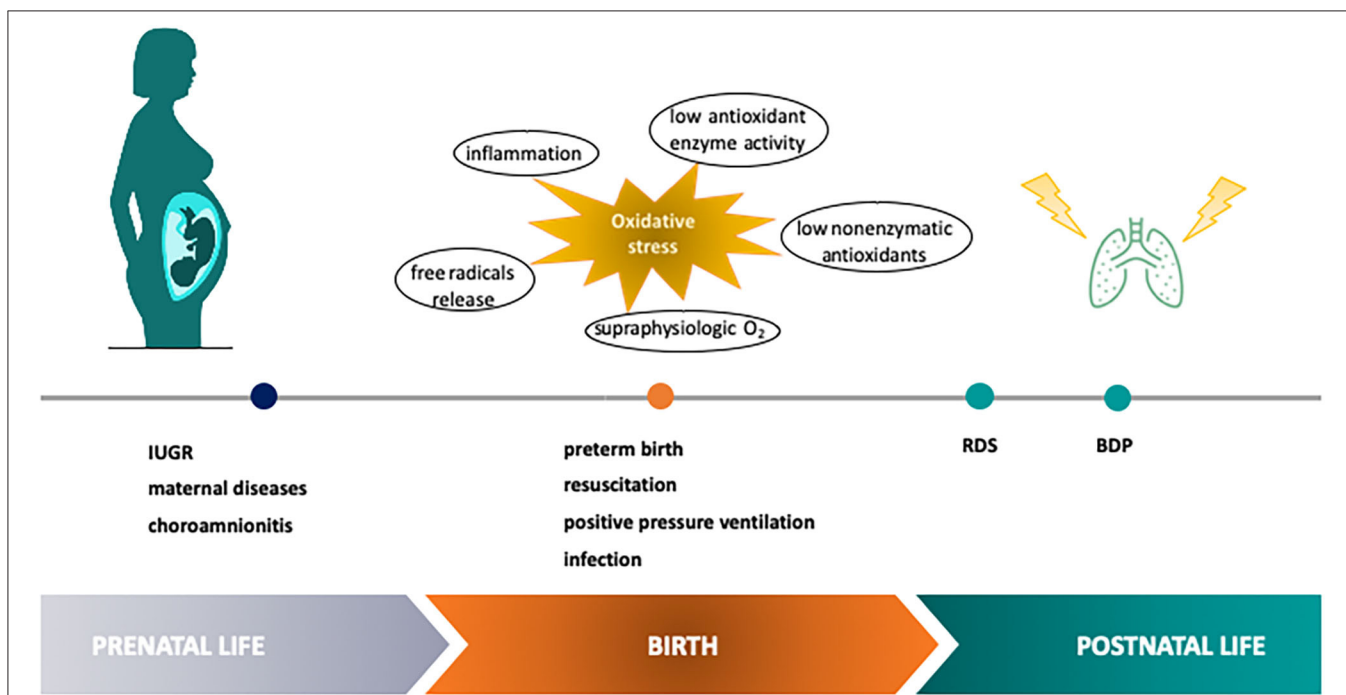 low antioxidant
enzyme activity
inflammation
Oxidative
stress
low nonenzymatic
antioxidants
free radicals
release
supraphysiologic O₂
IUGR
maternal diseases
choroamnionitis
preterm birth
resuscitation
positive pressure ventilation
infection
RDS
BDP
PRENATAL LIFE
BIRTH
POSTNATAL LIFE